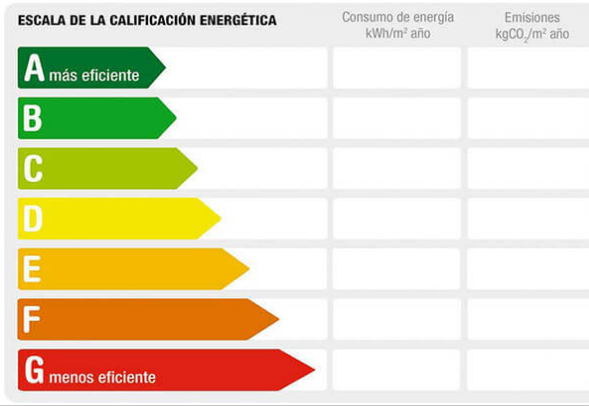 ESCALA DE LA CALIFICACIÓN ENERGÉTICA
Consumo de energía
kWh/m² año
Emisiones
kgCO₂/m² año
A más eficiente
B
C
D
E
F
G menos eficiente